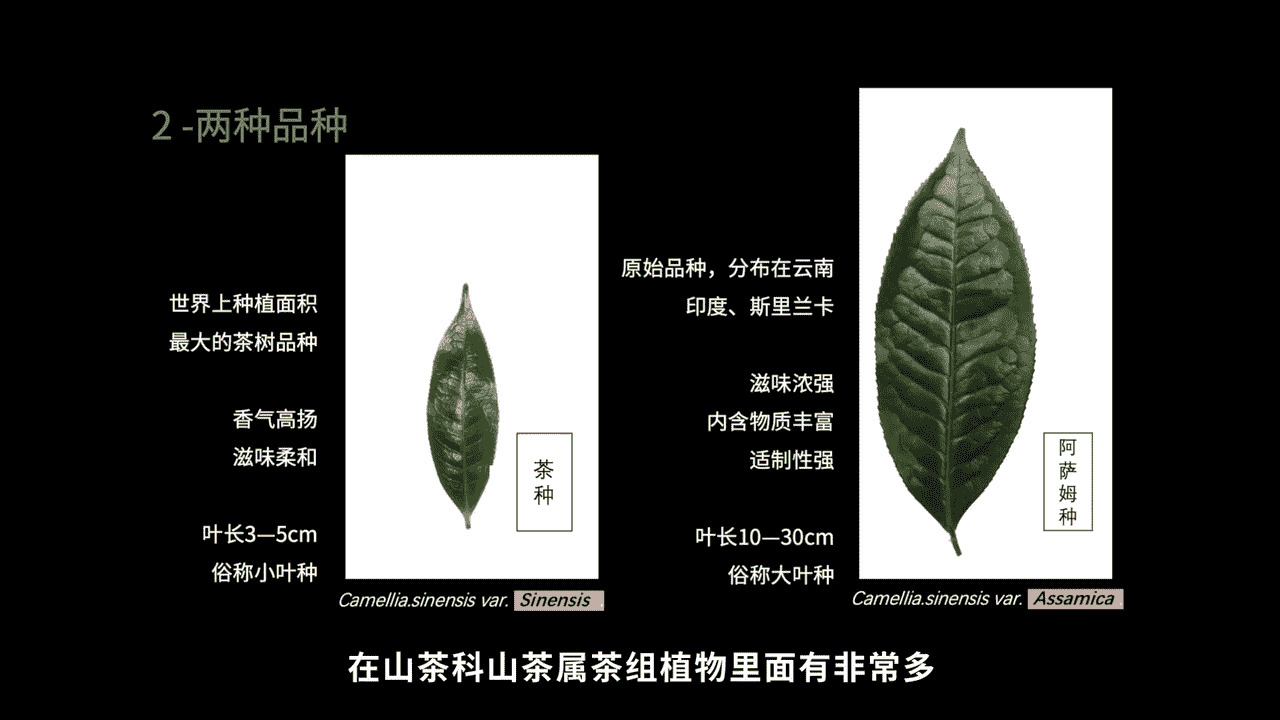 2 -两种品种
世界上种植面积
最大的茶树品种
香气高扬
滋味柔和
叶长3—5cm
俗称小叶种
茶种
Camellia.sinensis var. Sinensis .
原始品种，分布在云南
印度、斯里兰卡
滋味浓强
内含物质丰富
适制性强
叶长10—30cm
俗称大叶种
阿萨姆种
Camellia.sinensis var. Assamica .
在山茶科山茶属茶组植物里面有非常多